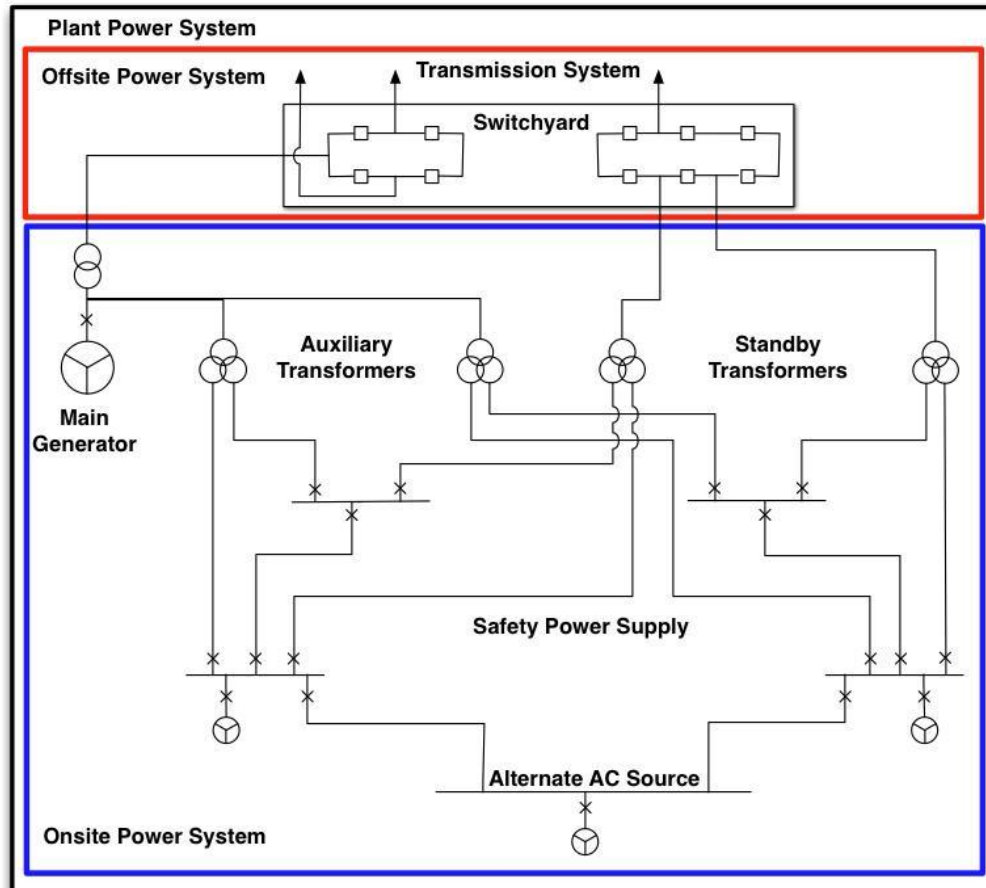 Plant Power System
Offsite Power System
Transmission System
Switchyard
Auxiliary
Transformers
Standby
Transformers
Main
Generator
Safety Power Supply
Alternate AC Source
Onsite Power System